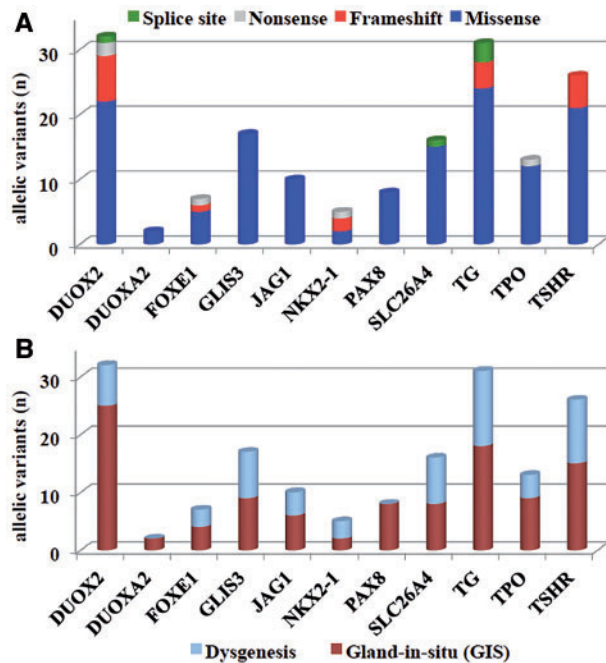 A
Splice site Nonsense Frameshift Missense
allelic variants (n)
30
20
10
0
DUOX2 DUOXA2 FOXE1 GLIS3 JAG1 NKX2-1 PAX8 SLC26A4 TG TPO TSHR
B
allelic variants (n)
30
20
10
0
DUOX2 DUOXA2 FOXE1 GLIS3 JAG1 NKX2-1 PAX8 SLC26A4 TG TPO TSHR
Dysgenesis Gland-in-situ (GIS)